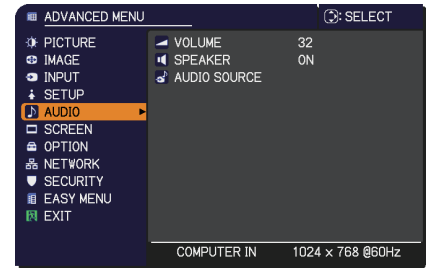 ADVANCED MENU : SELECT
PICTURE VOLUME 32
IMAGE SPEAKER ON
INPUT AUDIO SOURCE
SETUP
AUDIO
SCREEN
OPTION
NETWORK
SECURITY
EASY MENU
EXIT
COMPUTER IN 1024 x 768 @60Hz